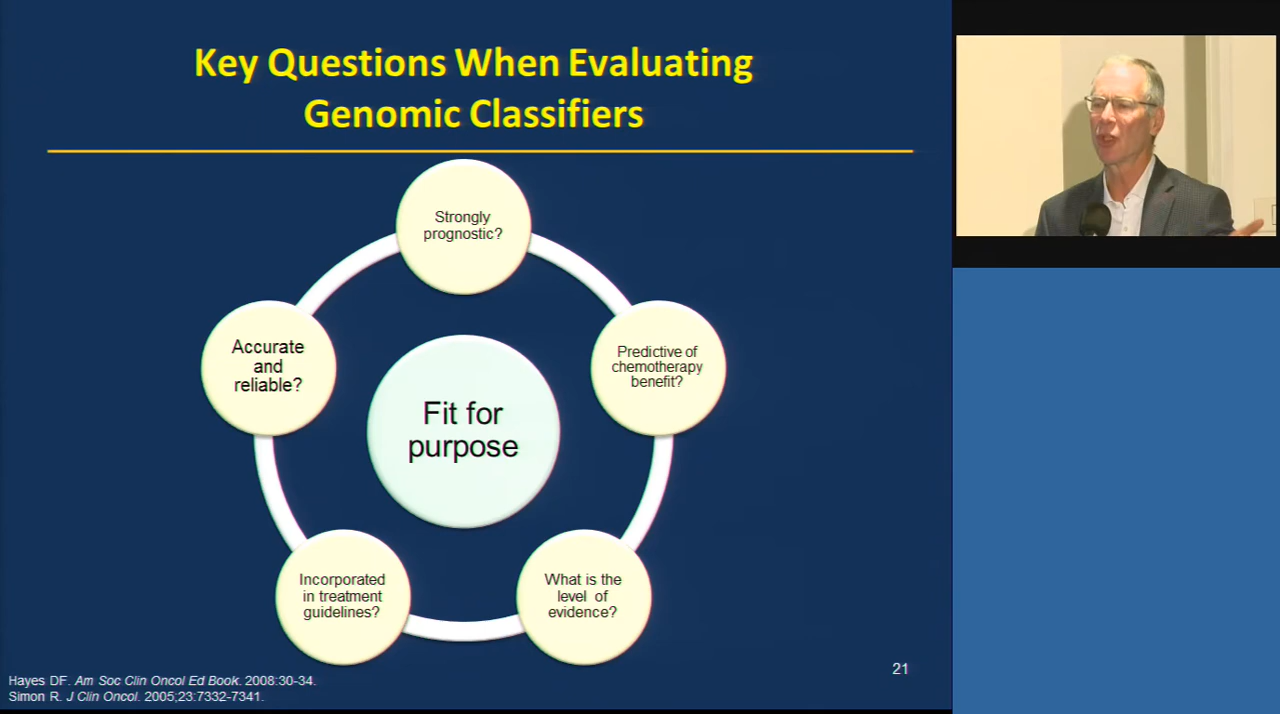 Key Questions When Evaluating
Genomic Classifiers
Strongly
prognostic?
Predictive of
chemotherapy
benefit?
What is the
level of
evidence?
Incorporated
in treatment
guidelines?
Accurate
and
reliable?
Fit for
purpose
Hayes DF. Am Soc Clin Oncol Ed Book. 2008:30-34.
Simon R. J Clin Oncol. 2005;23:7332-7341.
21